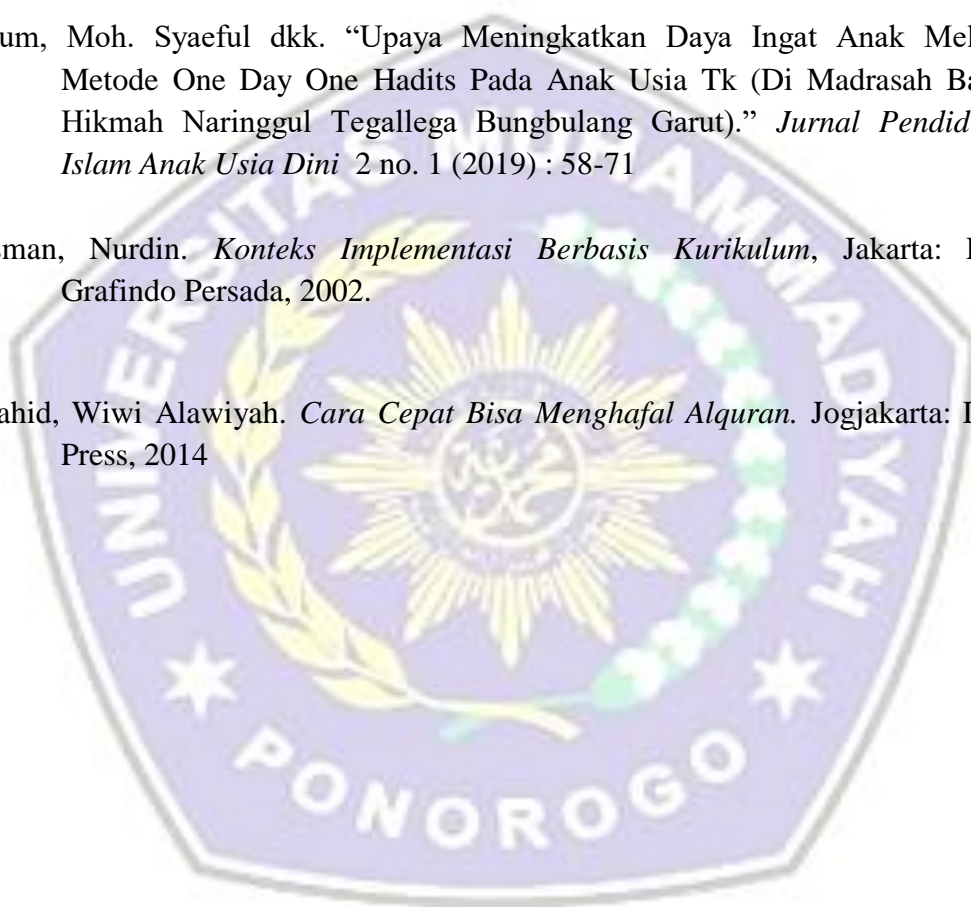 um, Moh. Syaeful dkk. “Upaya Meningkatkan Daya Ingat Anak Mel
Metode One Day One Hadits Pada Anak Usia Tk (Di Madrasah Ba
Hikmah Naringgul Tegallega Bungbulang Garut).” Jurnal Pendid
Islam Anak Usia Dini 2 no. 1 (2019) : 58-71
sman, Nurdin. Konteks Implementasi Berbasis Kurikulum, Jakarta:
Grafindo Persada, 2002.
ahid, Wiwi Alawiyah. Cara Cepat Bisa Menghafal Alquran. Jogjakarta:
Press, 2014
UNIVERSITAS MUHAMMADIYAH
PONOROGO